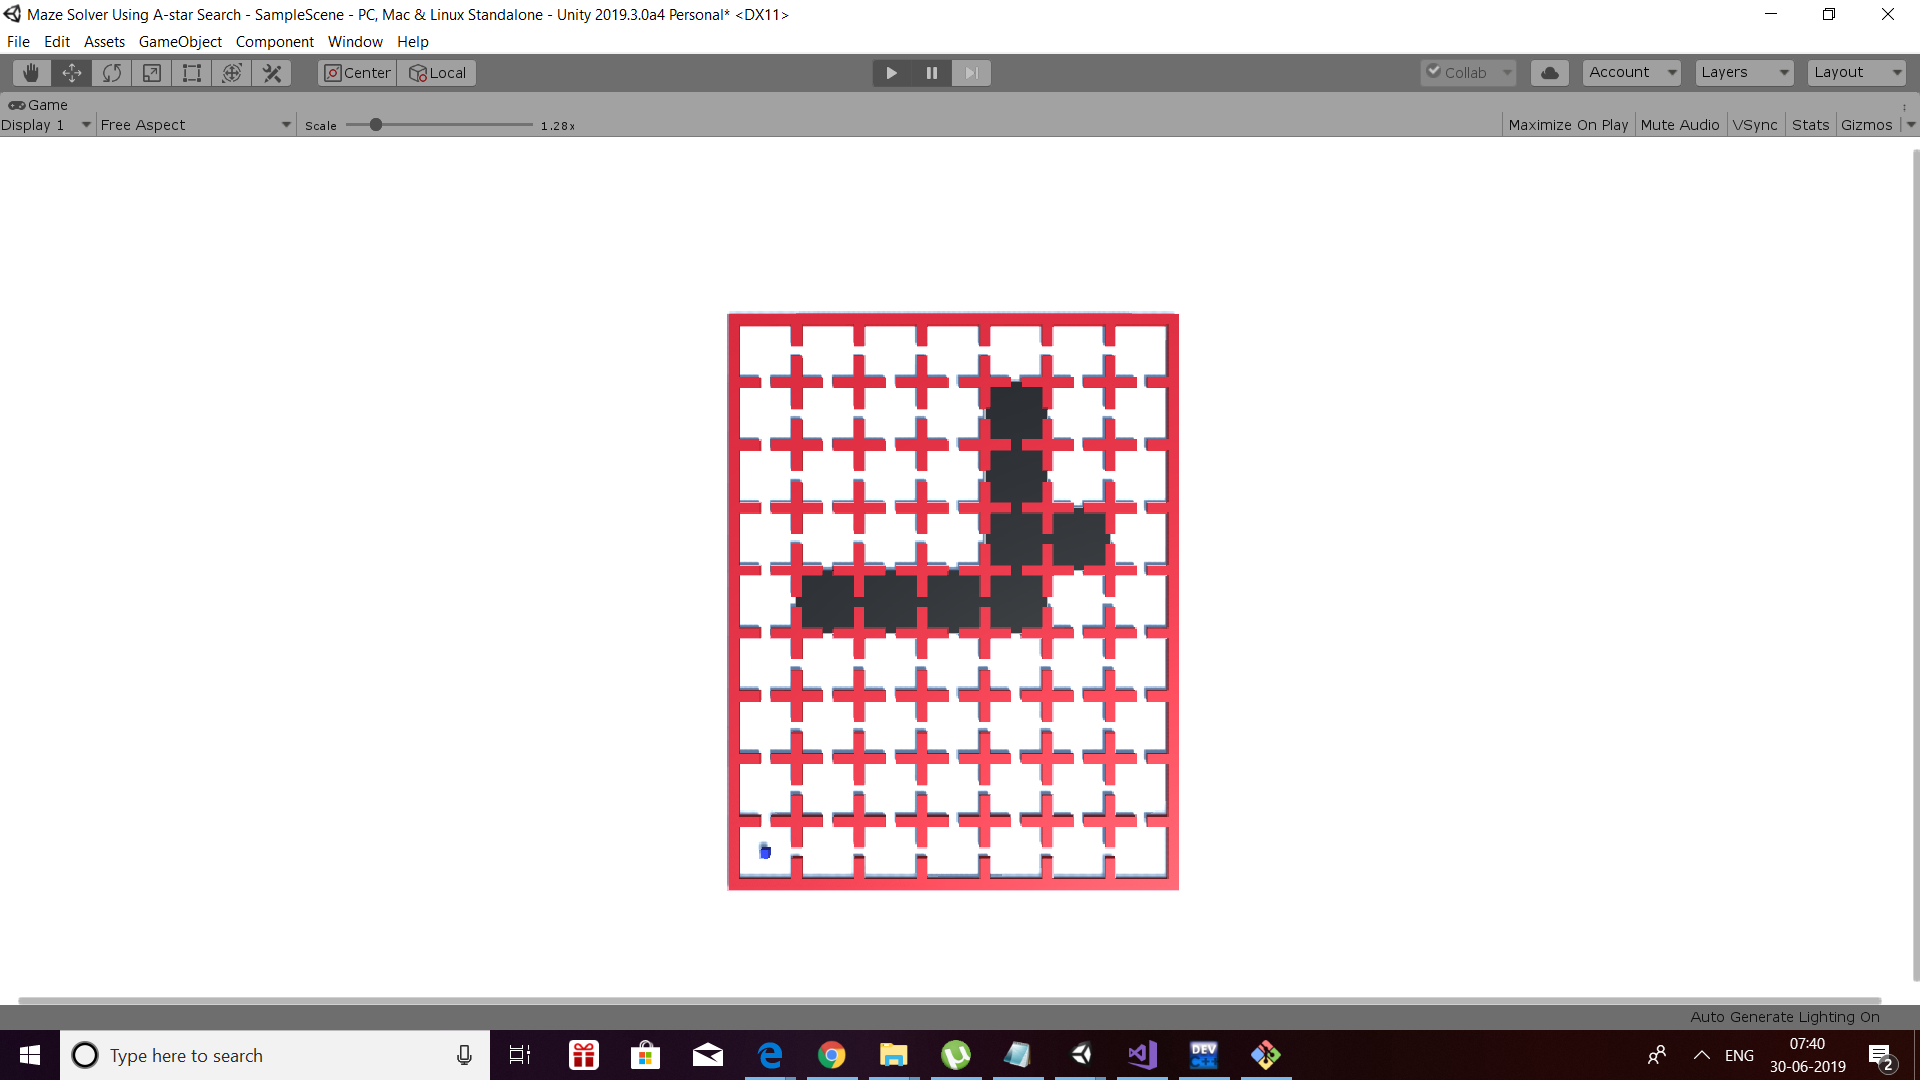 Maze Solver Using A-star Search - SampleScene - PC, Mac & Linux Standalone - Unity 2019.3.0a4 Personal* <DX11>
File Edit Assets GameObject Component Window Help
Center Local Collab Account Layers Layout
Game
Display 1 Free Aspect Scale 1.28x Maximize On Play Mute Audio VSync Stats Gizmos
Auto Generate Lighting On
Type here to search
DEV
C++
ENG
07:40
30-06-2019
2